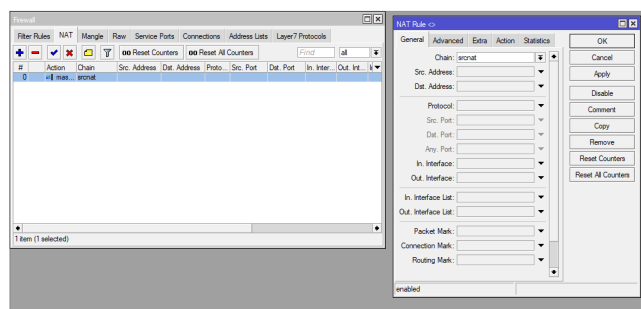 Firewall
Filter Rules NAT Mangle Raw Service Ports Connections Address Lists Layer7 Protocols
00 Reset Counters 00 Reset All Counters Find all
# Action Chain Src. Address Dst. Address Proto... Src. Port Dst. Port In. Inter... Out. Int...
0 mas... srcnat
1 item (1 selected)
NAT Rule <>
General Advanced Extra Action Statistics
Chain: srcnat
Src. Address:
Dst. Address:
Protocol:
Src. Port:
Dst. Port:
Any. Port:
In. Interface:
Out. Interface:
In. Interface List:
Out. Interface List:
Packet Mark:
Connection Mark:
Routing Mark:
enabled
OK
Cancel
Apply
Disable
Comment
Copy
Remove
Reset Counters
Reset All Counters